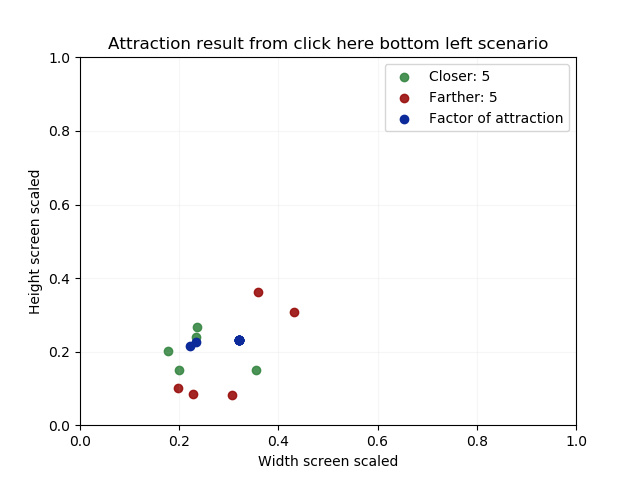 Attraction result from click here bottom left scenario
Closer: 5
Farther: 5
Factor of attraction
1.0
0.8
0.6
0.4
0.2
0.0
Height screen scaled
0.0 0.2 0.4 0.6 0.8 1.0
Width screen scaled